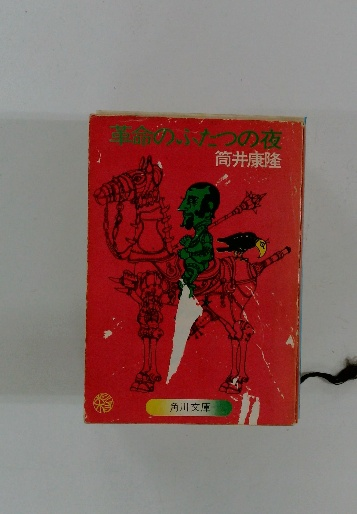 革命のふたつの夜
筒井康隆
角川文庫